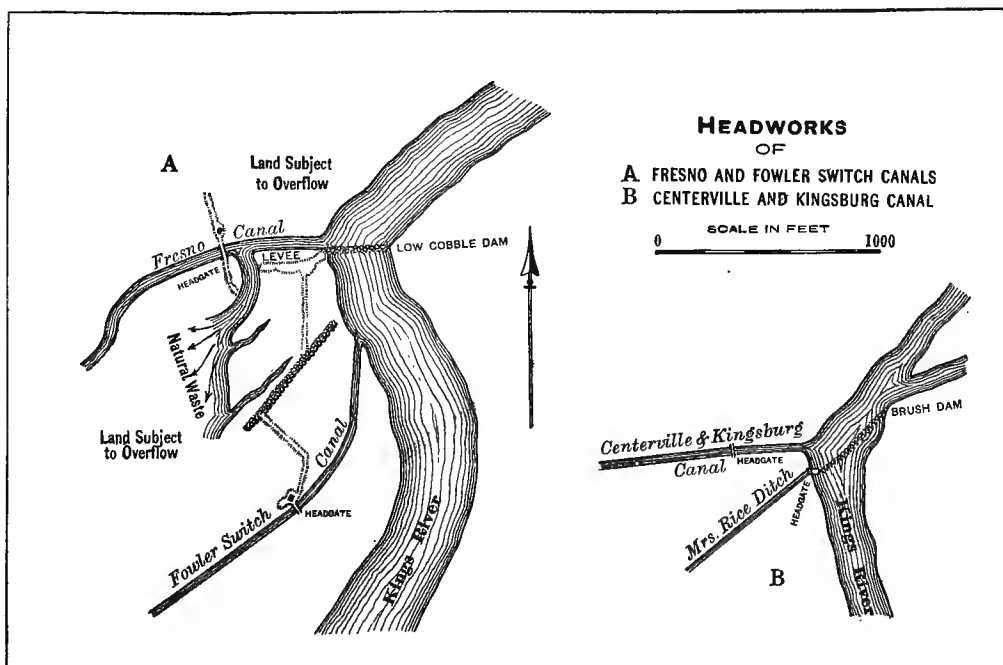 HEADWORKS
OF
A FRESNO AND FOWLER SWITCH CANALS
B CENTERVILLE AND KINGSBURG CANAL
SCALE IN FEET
0 1000
A
Land Subject
to Overflow
Fresno Canal
HEADGATE
LEVEE
LOW COBBLE DAM
Natural Waste
Land Subject
to Overflow
Fowler Switch Canal
HEADGATE
Kings River
BRUSH DAM
Centerville & Kingsburg
Canal
HEADGATE
Mrs. Rice Ditch
HEADGATE
Kings
River
B